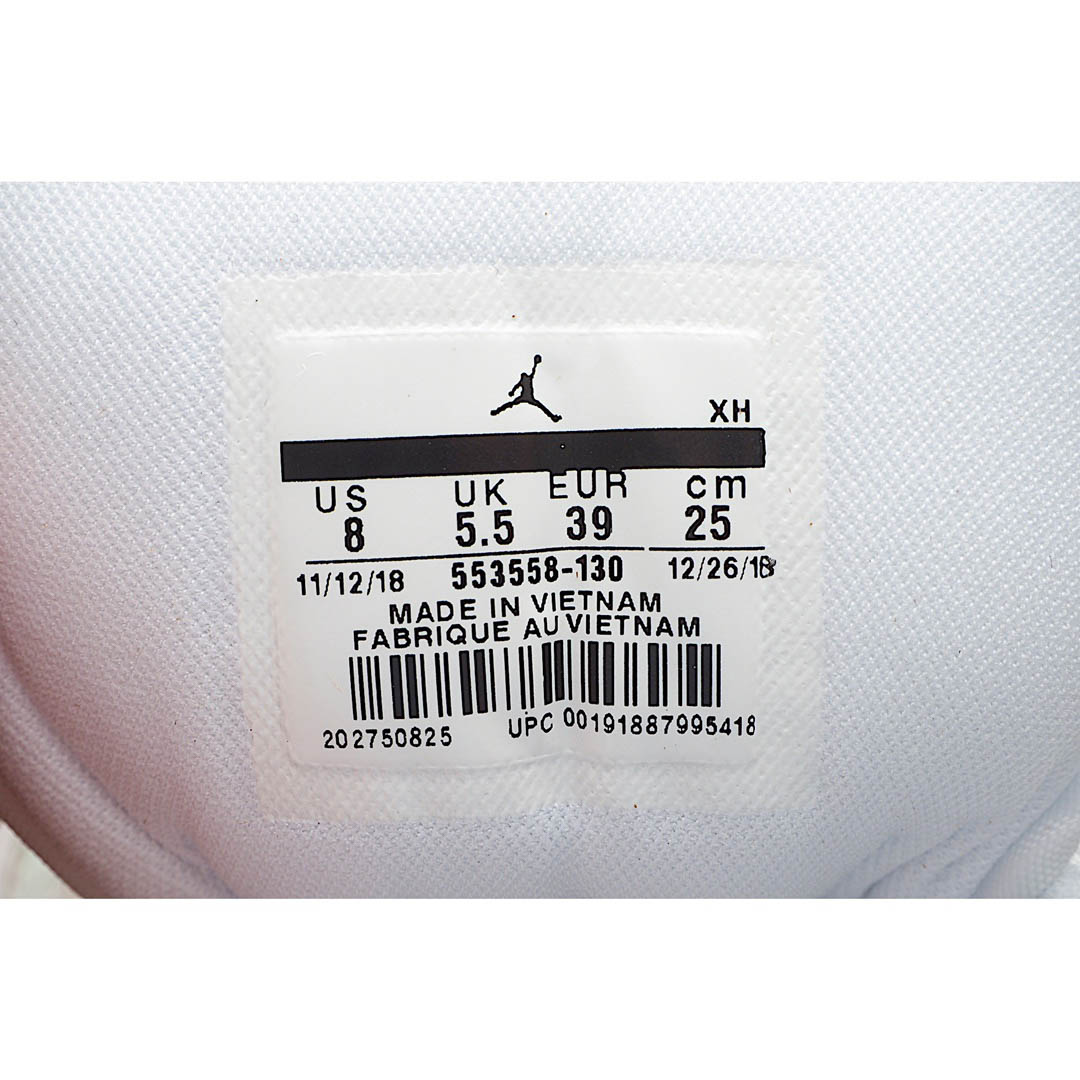 XH
US UK EUR cm
8 5.5 39 25
11/12/18 553558-130 12/26/18
MADE IN VIETNAM
FABRIQUE AU VIETNAM
202750825 UPC 00191887995418